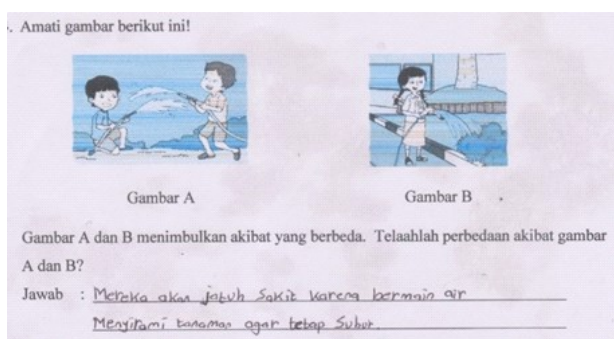 . Amati gambar berikut ini!
Gambar A
Gambar B
Gambar A dan B menimbulkan akibat yang berbeda. Telaahlah perbedaan akibat gambar
A dan B?
Jawab : Mereka akan jatuh sakit karena bermain air
Menyirami tanaman agar tetap subur.